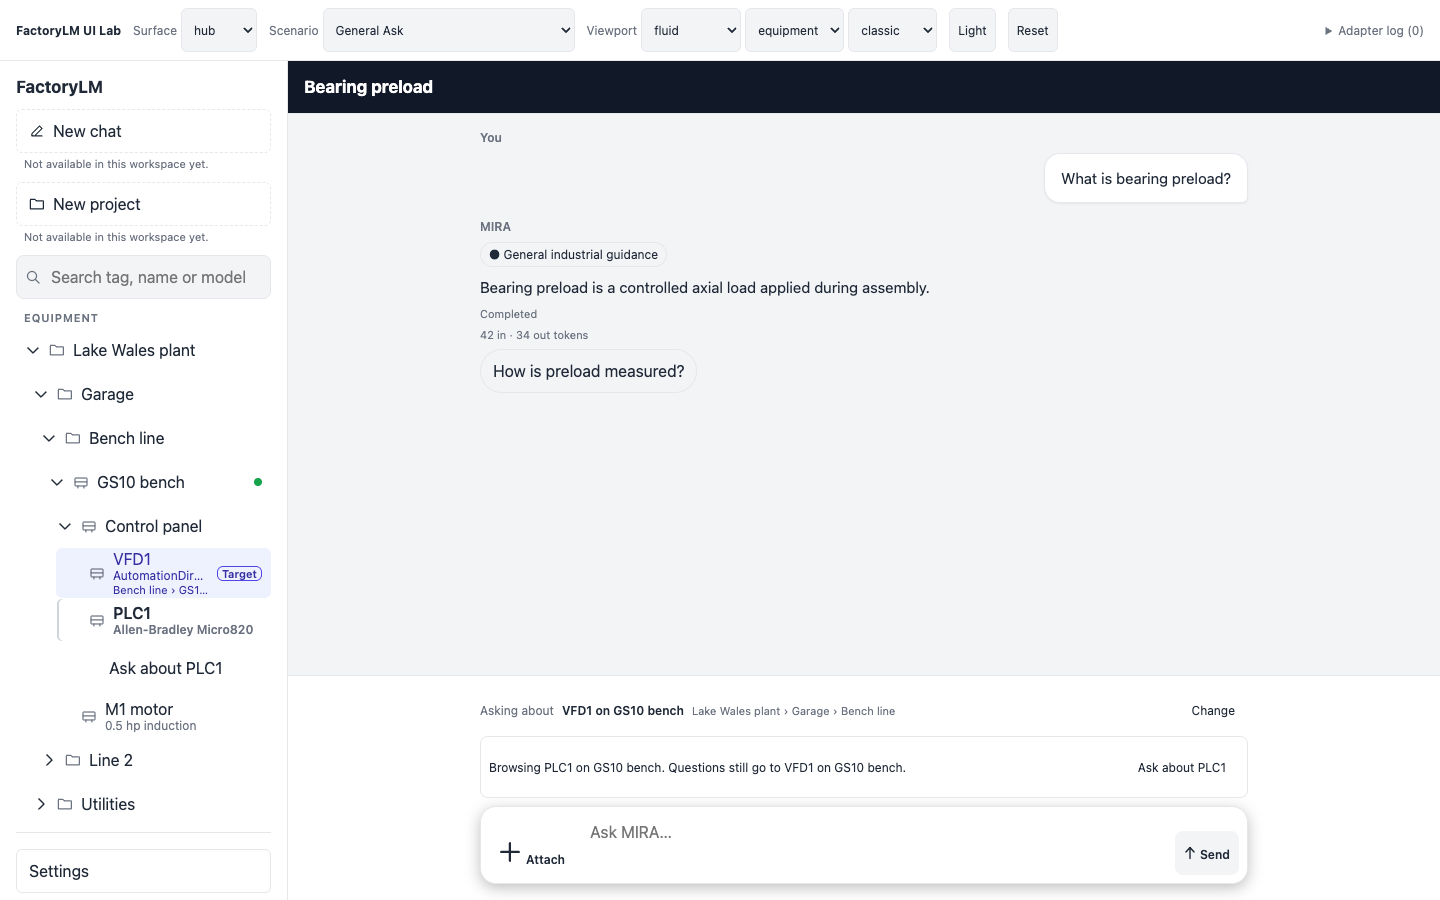 FactoryLM UI Lab Surface hub Scenario General Ask Viewport fluid equipment classic Light Reset Adapter log (0)
FactoryLM
New chat
Not available in this workspace yet.
New project
Not available in this workspace yet.
Search tag, name or model
EQUIPMENT
Lake Wales plant
Garage
Bench line
GS10 bench
Control panel
VFD1
AutomationDir...
Bench line › GS1...
Target
PLC1
Allen-Bradley Micro820
Ask about PLC1
M1 motor
0.5 hp induction
Line 2
Utilities
Settings
Bearing preload
You
What is bearing preload?
MIRA
General industrial guidance
Bearing preload is a controlled axial load applied during assembly.
Completed
42 in · 34 out tokens
How is preload measured?
Asking about VFD1 on GS10 bench Lake Wales plant › Garage › Bench line Change
Browsing PLC1 on GS10 bench. Questions still go to VFD1 on GS10 bench. Ask about PLC1
Ask MIRA...
Attach
Send